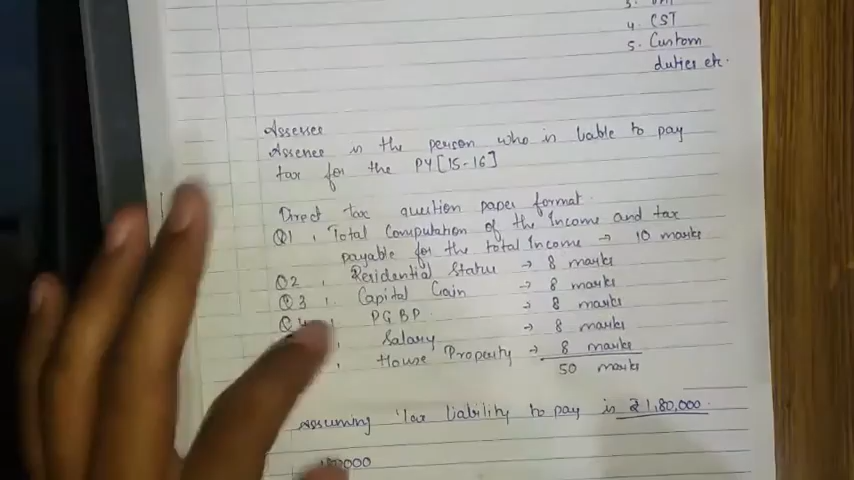 4. CST
5. Custom
duties etc.
Assessee
Assessee is the person who is liable to pay
tax for the PY [15-16]
Direct tax question paper format.
Q1 , Total Computation of the Income and tax
payable for the total Income → 10 marks
Q2 , Residential Status → 8 marks
Q3 , Capital Gain → 8 marks
PGBP → 8 marks
Salary → 8 marks
House Property → 8 marks
50 marks
Assuming Tax liability to pay is ₹ 1,80,000.